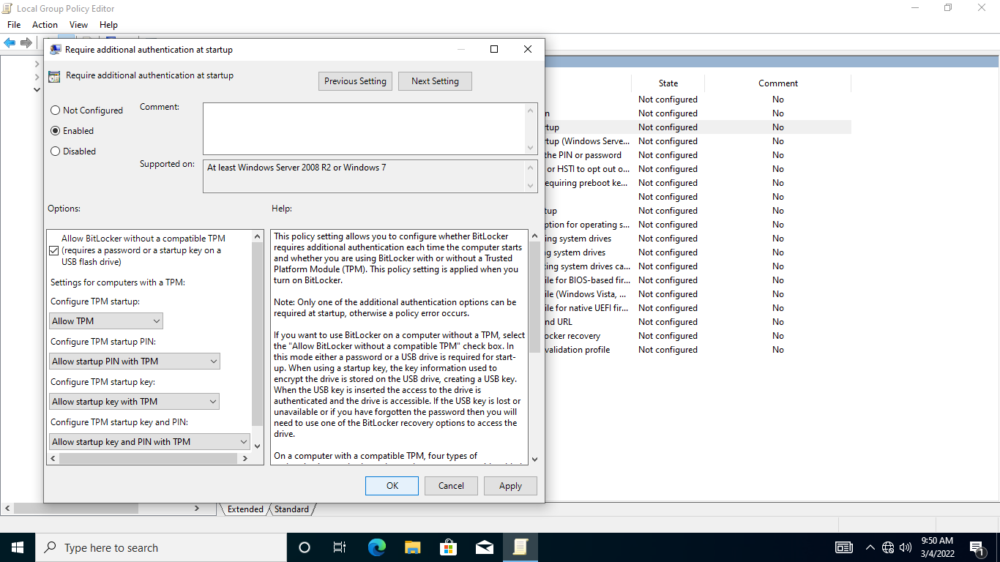 Local Group Policy Editor
File Action View Help
Require additional authentication at startup
Require additional authentication at startup
Previous Setting
Next Setting
Not Configured
Enabled
Disabled
Comment:
Supported on:
At least Windows Server 2008 R2 or Windows 7
Options:
Help:
Allow BitLocker without a compatible TPM
(requires a password or a startup key on a
USB flash drive)
Settings for computers with a TPM:
Configure TPM startup:
Allow TPM
Configure TPM startup PIN:
Allow startup PIN with TPM
Configure TPM startup key:
Allow startup key with TPM
Configure TPM startup key and PIN:
Allow startup key and PIN with TPM
This policy setting allows you to configure whether BitLocker
requires additional authentication each time the computer starts
and whether you are using BitLocker with or without a Trusted
Platform Module (TPM). This policy setting is applied when you
turn on BitLocker.
Note: Only one of the additional authentication options can be
required at startup, otherwise a policy error occurs.
If you want to use BitLocker on a computer without a TPM, select
the "Allow BitLocker without a compatible TPM" check box. In
this mode either a password or a USB drive is required for start-
up. When using a startup key, the key information used to
encrypt the drive is stored on the USB drive, creating a USB key.
When the USB key is inserted the access to the drive is
authenticated and the drive is accessible. If the USB key is lost or
unavailable or if you have forgotten the password then you will
need to use one of the BitLocker recovery options to access the
drive.
On a computer with a compatible TPM, four types of
OK
Cancel
Apply
State Comment
Not configured No
m Not configured No
rtup Not configured No
rtup (Windows Serve... Not configured No
the PIN or password Not configured No
or HSTI to opt out o... Not configured No
equiring preboot ke... Not configured No
Not configured No
tup Not configured No
ption for operating s... Not configured No
ing system drives Not configured No
ng system drives Not configured No
ting system drives ca... Not configured No
ile for BIOS-based fir... Not configured No
ile (Windows Vista, ... Not configured No
ile for native UEFI fir... Not configured No
nd URL Not configured No
ocker recovery Not configured No
validation profile Not configured No
Extended
Standard
Type here to search
9:50 AM
3/4/2022
1